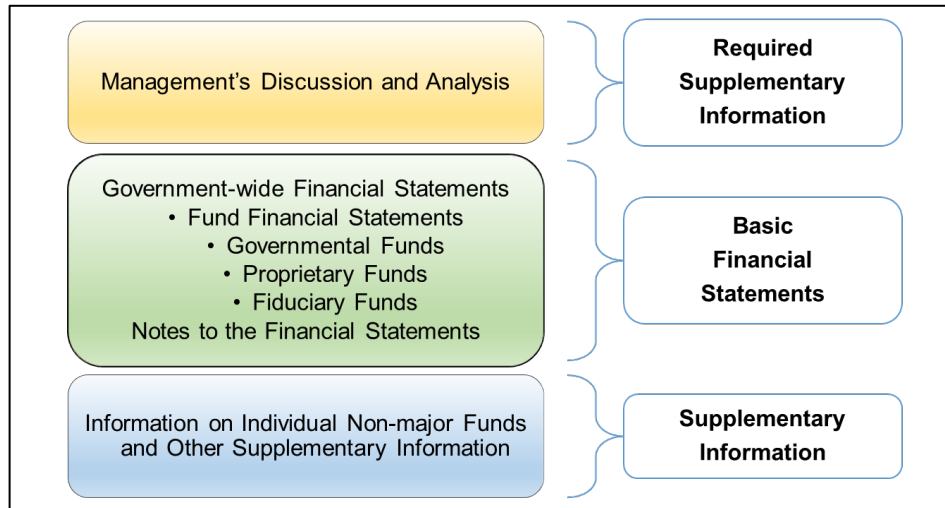 Management’s Discussion and Analysis
Required
Supplementary
Information
Government-wide Financial Statements
• Fund Financial Statements
• Governmental Funds
• Proprietary Funds
• Fiduciary Funds
Notes to the Financial Statements
Basic
Financial
Statements
Information on Individual Non-major Funds
and Other Supplementary Information
Supplementary
Information